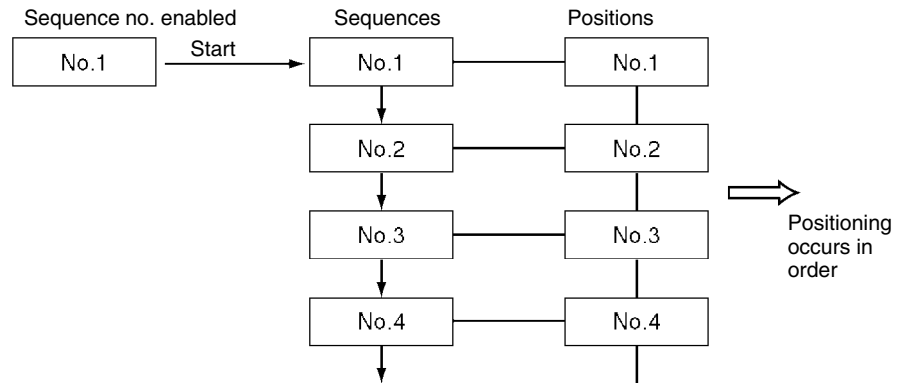 Sequence no. enabled
Sequences
Positions
No.1
Start
No.1
No.1
No.2
No.2
No.3
No.3
No.4
No.4
Positioning
occurs in
order